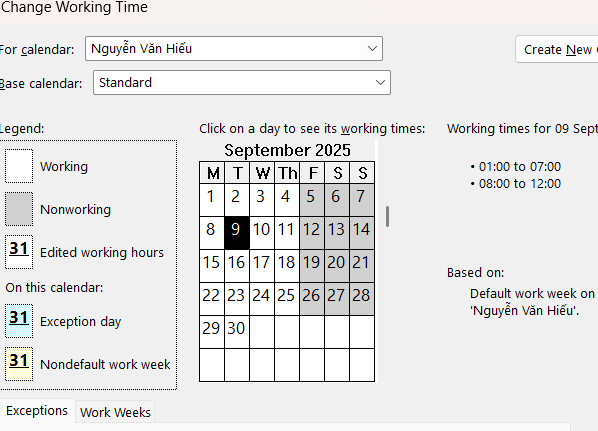 Change Working Time
For calendar: Nguyễn Văn Hiếu
Create New
Base calendar: Standard
Legend:
Click on a day to see its working times:
Working times for 09 Sept
Working
Nonworking
31 Edited working hours
On this calendar:
31 Exception day
31 Nondefault work week
September 2025
M T W Th F S S
1 2 3 4 5 6 7
8 9 10 11 12 13 14
15 16 17 18 19 20 21
22 23 24 25 26 27 28
29 30
• 01:00 to 07:00
• 08:00 to 12:00
Based on:
Default work week on
'Nguyễn Văn Hiếu'.
Exceptions Work Weeks